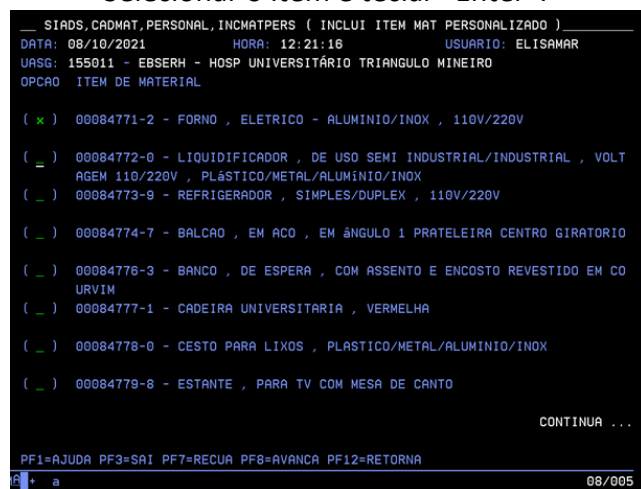 __ SIADS,CADMAT,PERSONAL,INCMATPERS ( INCLUI ITEM MAT PERSONALIZADO )________
DATA: 08/10/2021 HORA: 12:21:16 USUARIO: ELISAMAR
UASG: 155011 - EBSERH - HOSP UNIVERSITÁRIO TRIANGULO MINEIRO
OPCAO ITEM DE MATERIAL
( x ) 00084771-2 - FORNO , ELETRICO - ALUMINIO/INOX , 110V/220V
( _ ) 00084772-0 - LIQUIDIFICADOR , DE USO SEMI INDUSTRIAL/INDUSTRIAL , VOLT
AGEM 110/220V , PLáSTICO/METAL/ALUMíNIO/INOX
( _ ) 00084773-9 - REFRIGERADOR , SIMPLES/DUPLEX , 110V/220V
( _ ) 00084774-7 - BALCAO , EM ACO , EM âNGULO 1 PRATELEIRA CENTRO GIRATORIO
( _ ) 00084776-3 - BANCO , DE ESPERA , COM ASSENTO E ENCOSTO REVESTIDO EM CO
URVIM
( _ ) 00084777-1 - CADEIRA UNIVERSITARIA , VERMELHA
( _ ) 00084778-0 - CESTO PARA LIXOS , PLASTICO/METAL/ALUMINIO/INOX
( _ ) 00084779-8 - ESTANTE , PARA TV COM MESA DE CANTO
CONTINUA ...
PF1=AJUDA PF3=SAI PF7=RECUA PF8=AVANCA PF12=RETORNA
+ a 08/005